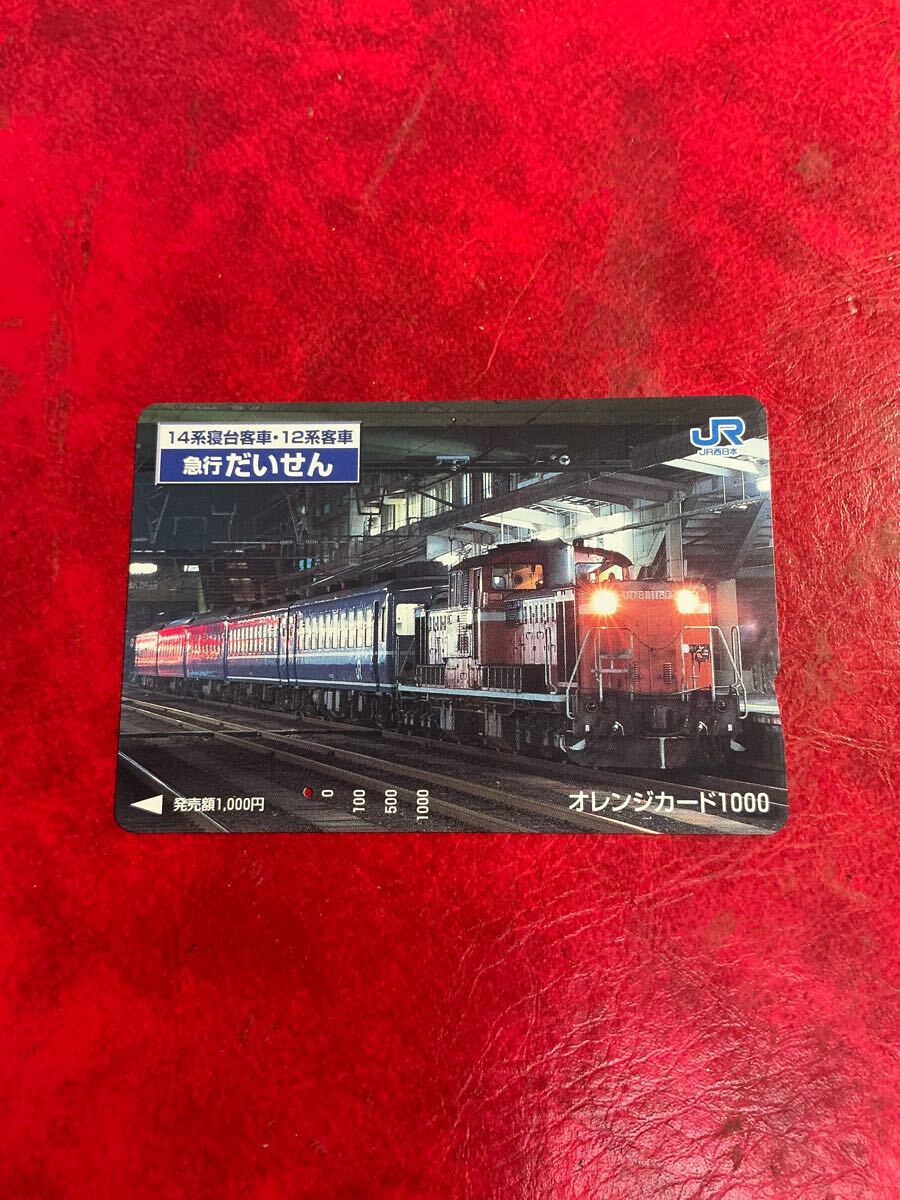 14系寝台客車・12系客車
急行だいせん
JR
JR西日本
発売額1,000円
0
100
500
1000
オレンジカード1000